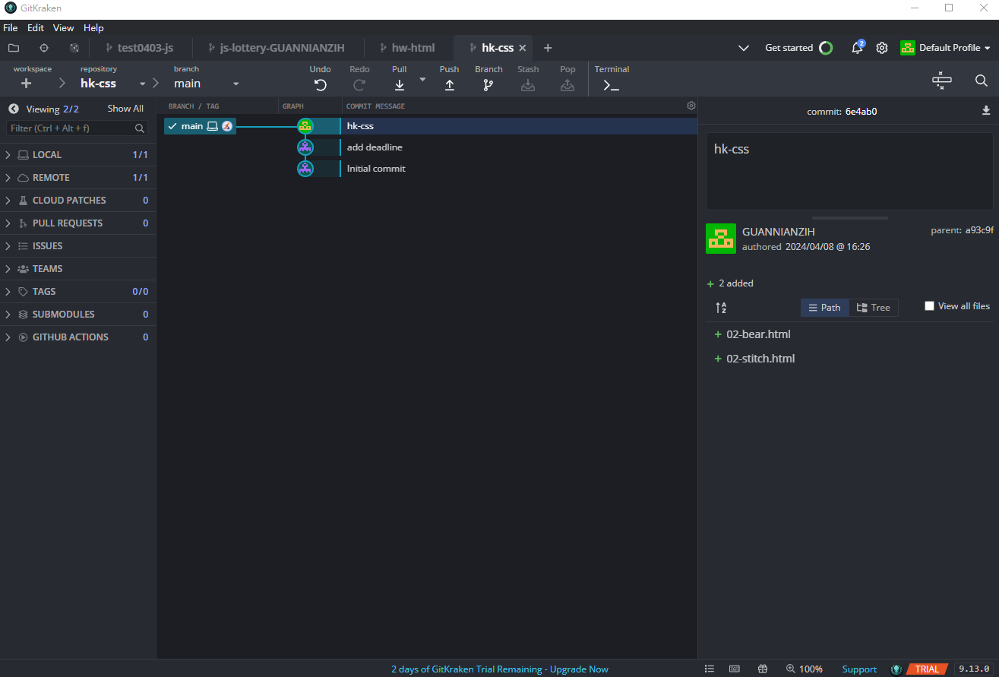 GitKraken
File Edit View Help
test0403-js js-lottery-GUANNIANZIH hw-html hk-css Get started 2 Default Profile
workspace repository branch Undo Redo Pull Push Branch Stash Pop Terminal
hk-css main
Viewing 2/2 Show All
BRANCH / TAG GRAPH COMMIT MESSAGE
commit: 6e4ab0
Filter (Ctrl + Alt + f)
main hk-css
add deadline
Initial commit
LOCAL 1/1
REMOTE 1/1
CLOUD PATCHES 0
PULL REQUESTS 0
ISSUES
TEAMS
TAGS 0/0
SUBMODULES 0
GITHUB ACTIONS 0
hk-css
GUANNIANZIH parent: a93c9f
authored 2024/04/08 @ 16:26
2 added
A Z Path Tree View all files
02-bear.html
02-stitch.html
2 days of GitKraken Trial Remaining - Upgrade Now 100% Support TRIAL 9.13.0